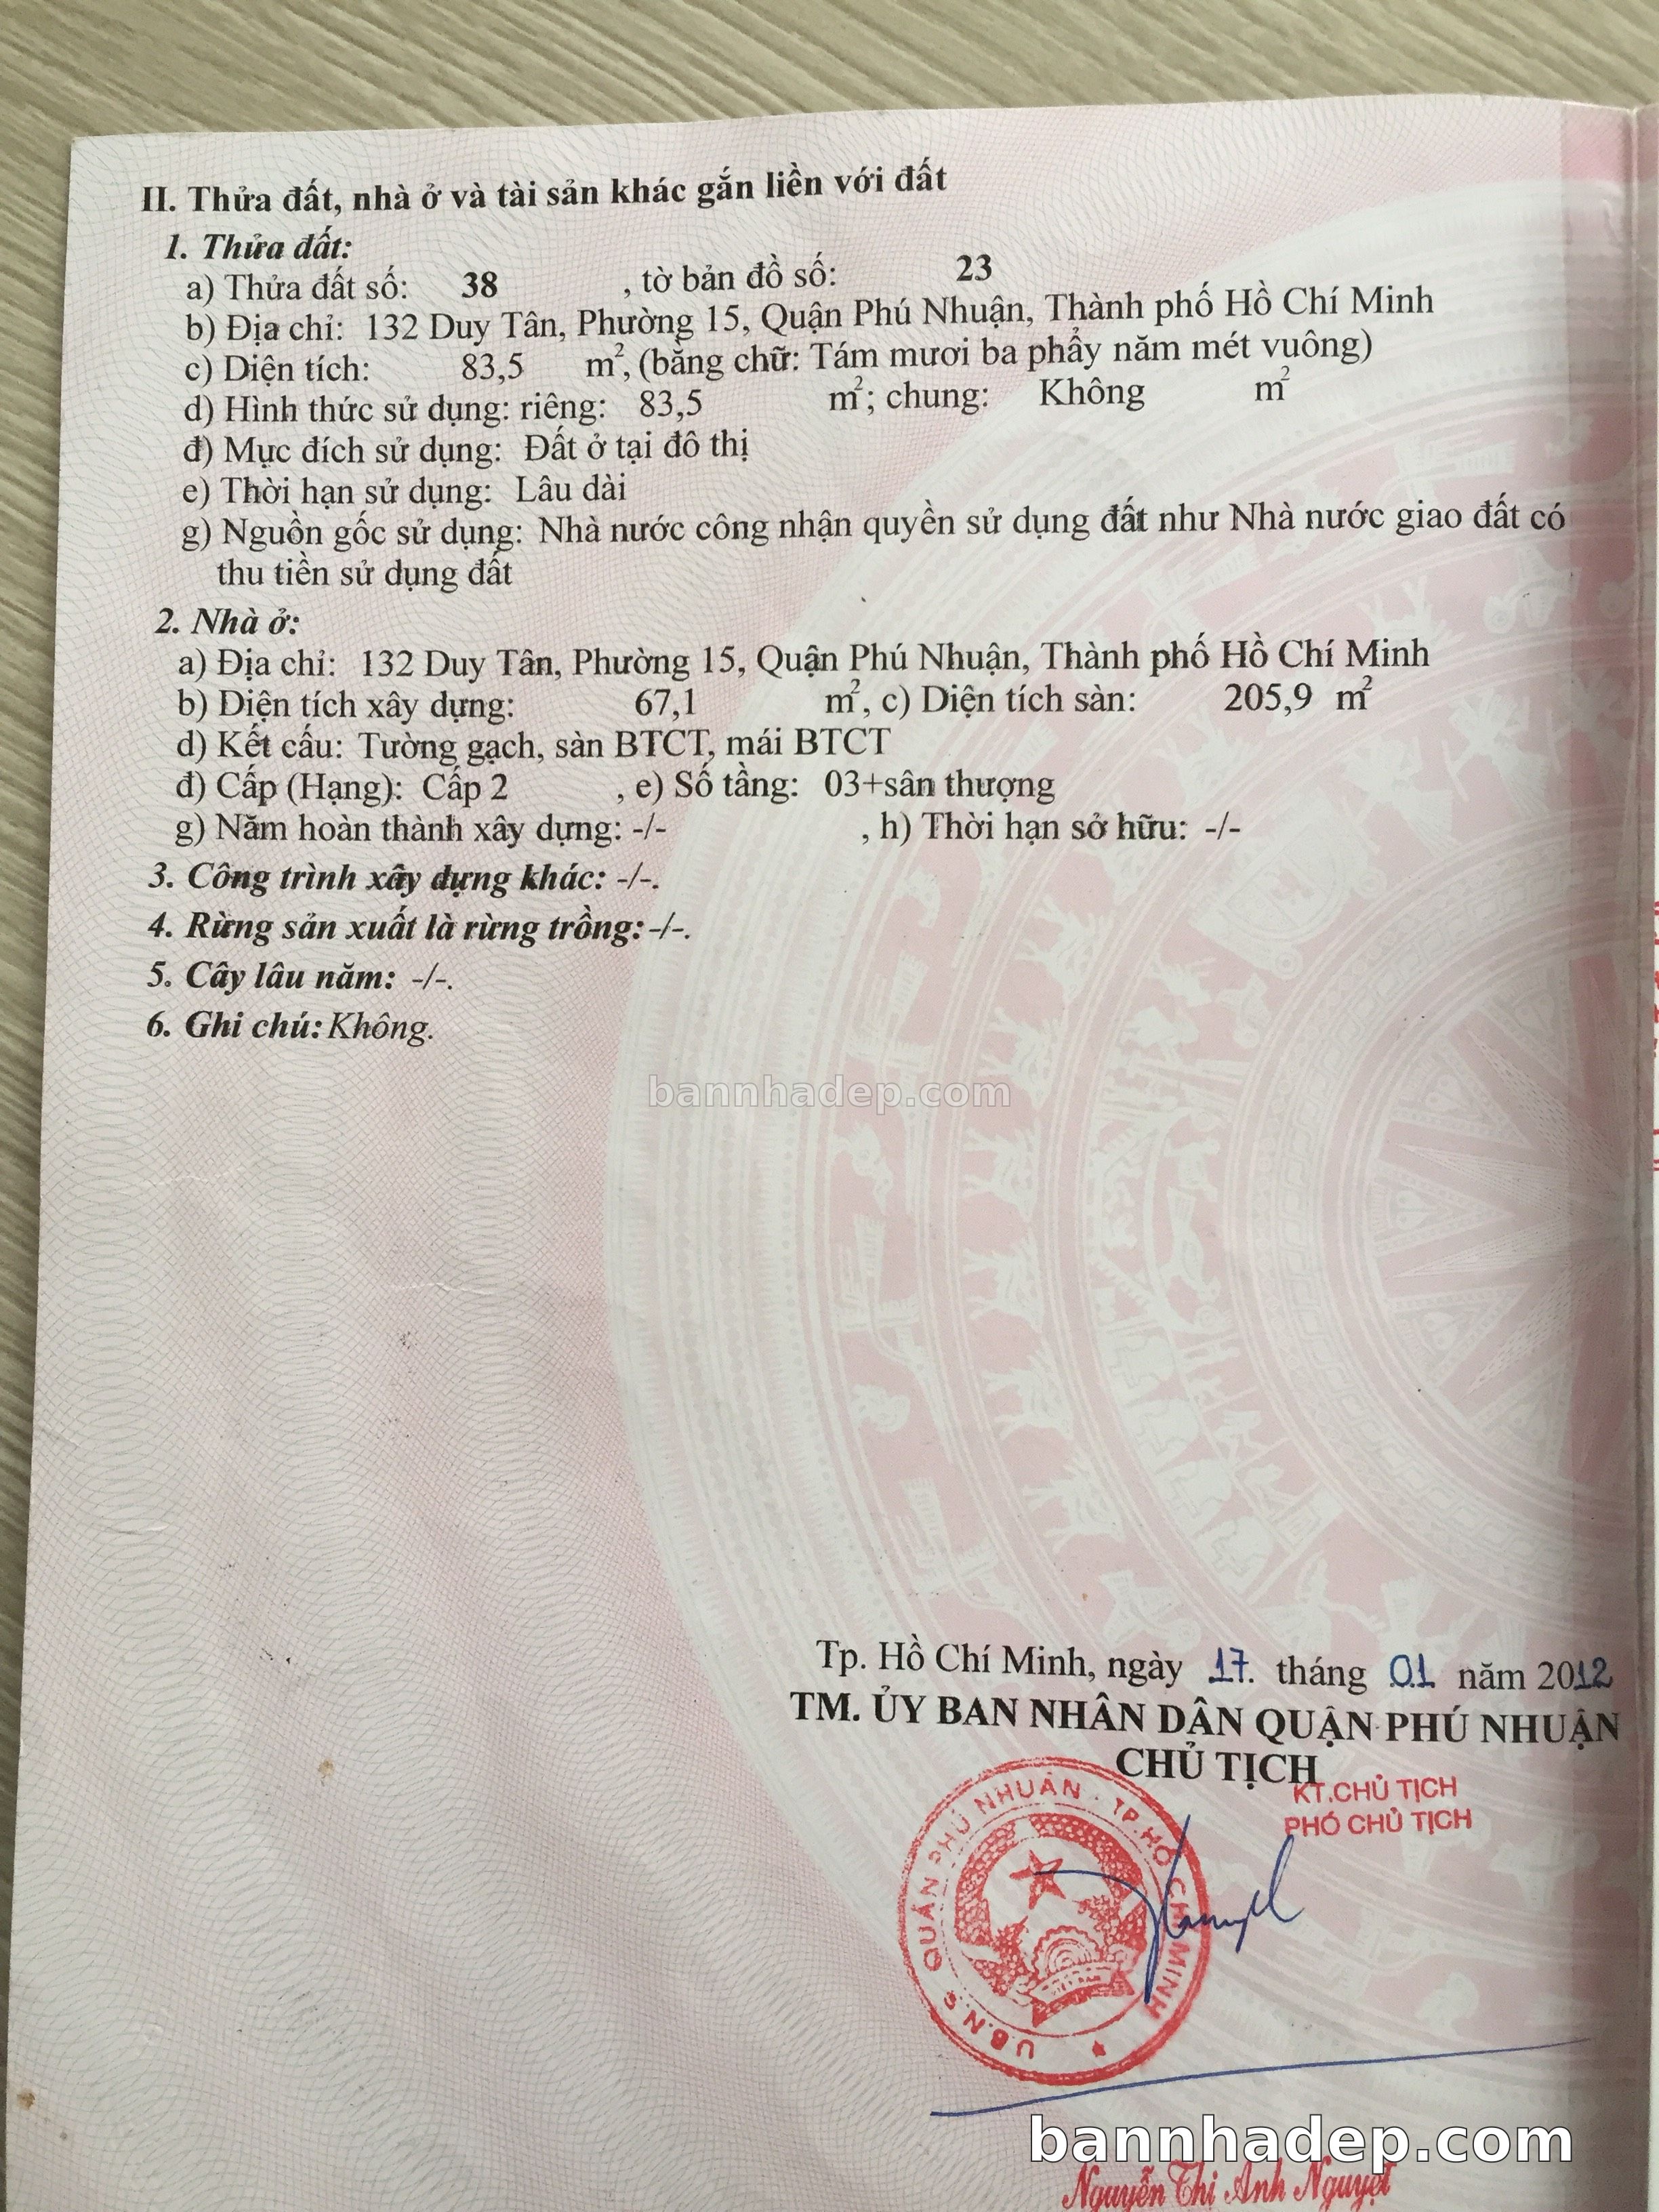 II. Thửa đất, nhà ở và tài sản khác gắn liền với đất
1. Thửa đất:
a) Thửa đất số: 38 , tờ bản đồ số: 23
b) Địa chỉ: 132 Duy Tân, Phường 15, Quận Phú Nhuận, Thành phố Hồ Chí Minh
c) Diện tích: 83,5 m², (bằng chữ: Tám mươi ba phẩy năm mét vuông)
d) Hình thức sử dụng: riêng: 83,5 m²; chung: Không m²
đ) Mục đích sử dụng: Đất ở tại đô thị
e) Thời hạn sử dụng: Lâu dài
g) Nguồn gốc sử dụng: Nhà nước công nhận quyền sử dụng đất như Nhà nước giao đất có
thu tiền sử dụng đất
2. Nhà ở:
a) Địa chỉ: 132 Duy Tân, Phường 15, Quận Phú Nhuận, Thành phố Hồ Chí Minh
b) Diện tích xây dựng: 67,1 m², c) Diện tích sàn: 205,9 m²
d) Kết cấu: Tường gạch, sàn BTCT, mái BTCT
đ) Cấp (Hạng): Cấp 2 , e) Số tầng: 03+sân thượng
g) Năm hoàn thành xây dựng: -/- , h) Thời hạn sở hữu: -/-
3. Công trình xây dựng khác: -/-.
4. Rừng sản xuất là rừng trồng: -/-.
5. Cây lâu năm: -/-.
6. Ghi chú: Không.
bannhadep.com
Tp. Hồ Chí Minh, ngày 17. tháng 01 năm 2012
TM. ỦY BAN NHÂN DÂN QUẬN PHÚ NHUẬN
CHỦ TỊCH
KT.CHỦ TỊCH
PHÓ CHỦ TỊCH
U.B.N.D. QUẬN PHÚ NHUẬN · TP. HỒ CHÍ MINH
bannhadep.com
Nguyễn Thị Ánh Nguyệt